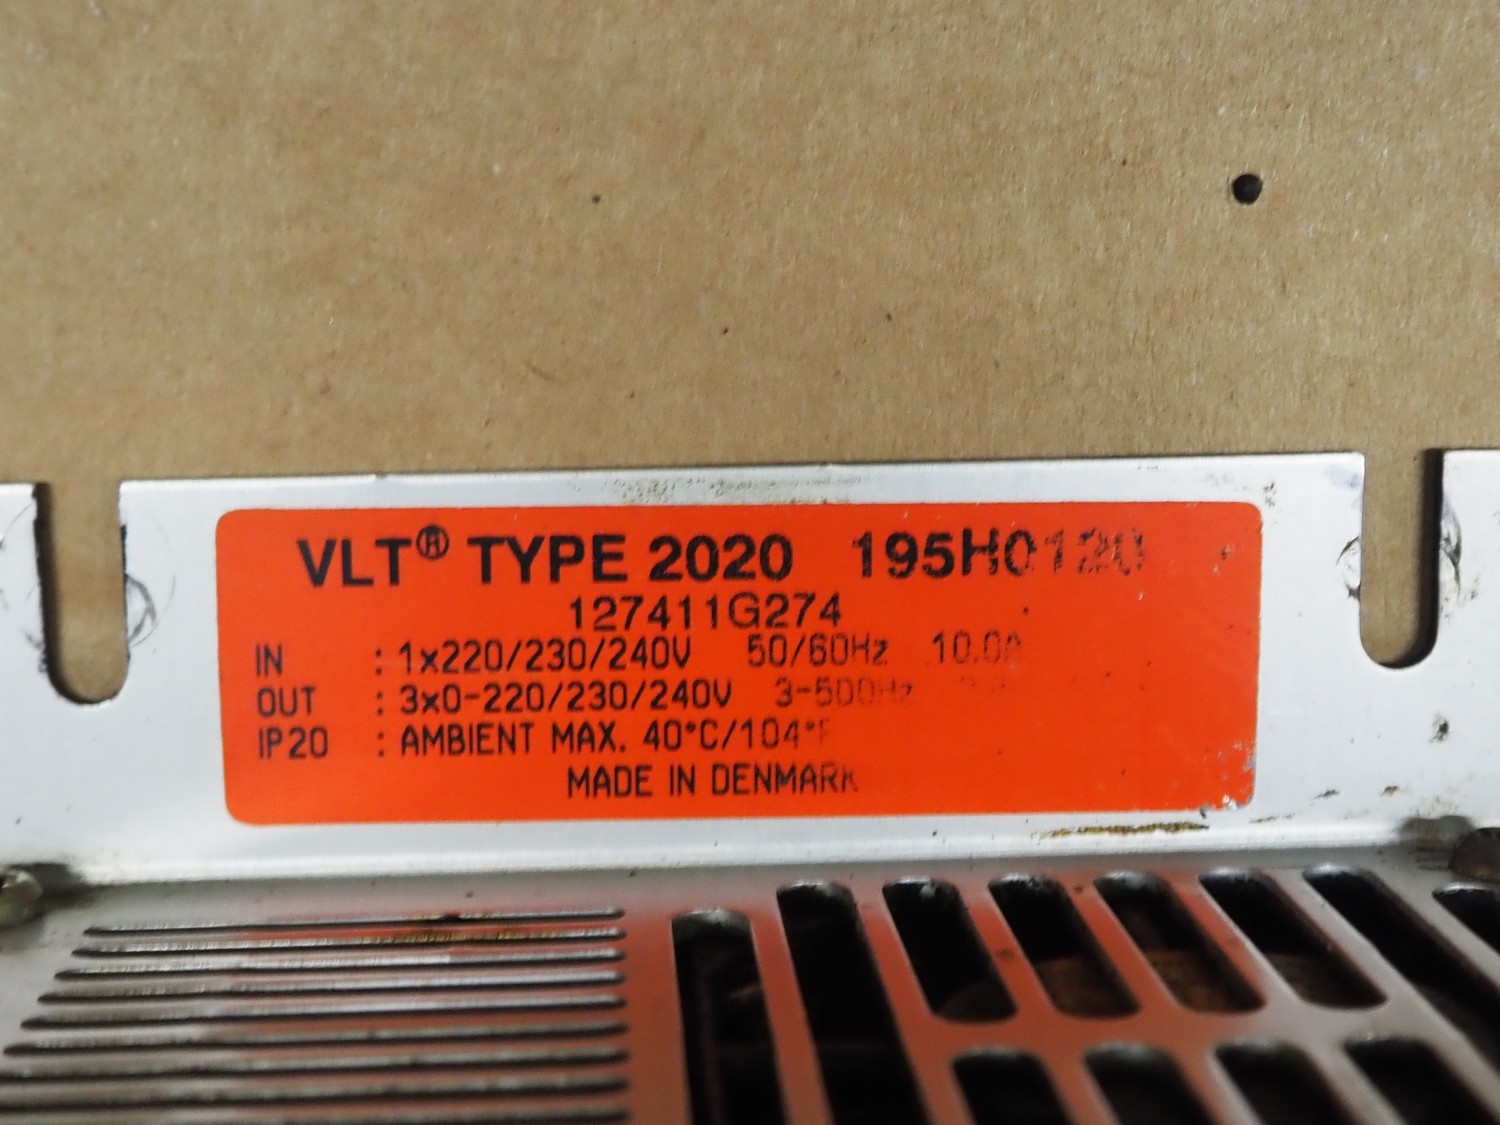 VLT® TYPE 2020 195H0120
127411G274
IN : 1x220/230/240V 50/60Hz 10.0A
OUT : 3x0-220/230/240V 3-500Hz
IP20 : AMBIENT MAX. 40°C/104°F
MADE IN DENMARK